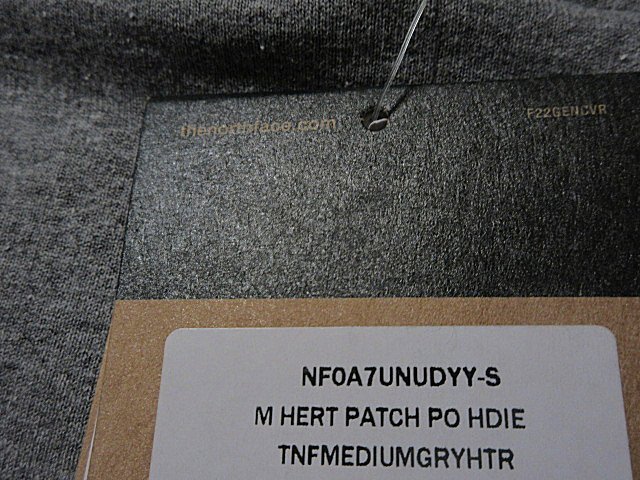 thenorthface.com
F22GENCVR
NF0A7UNUDYY-S
M HERT PATCH PO HDIE
TNFMEDIUMGRYHTR